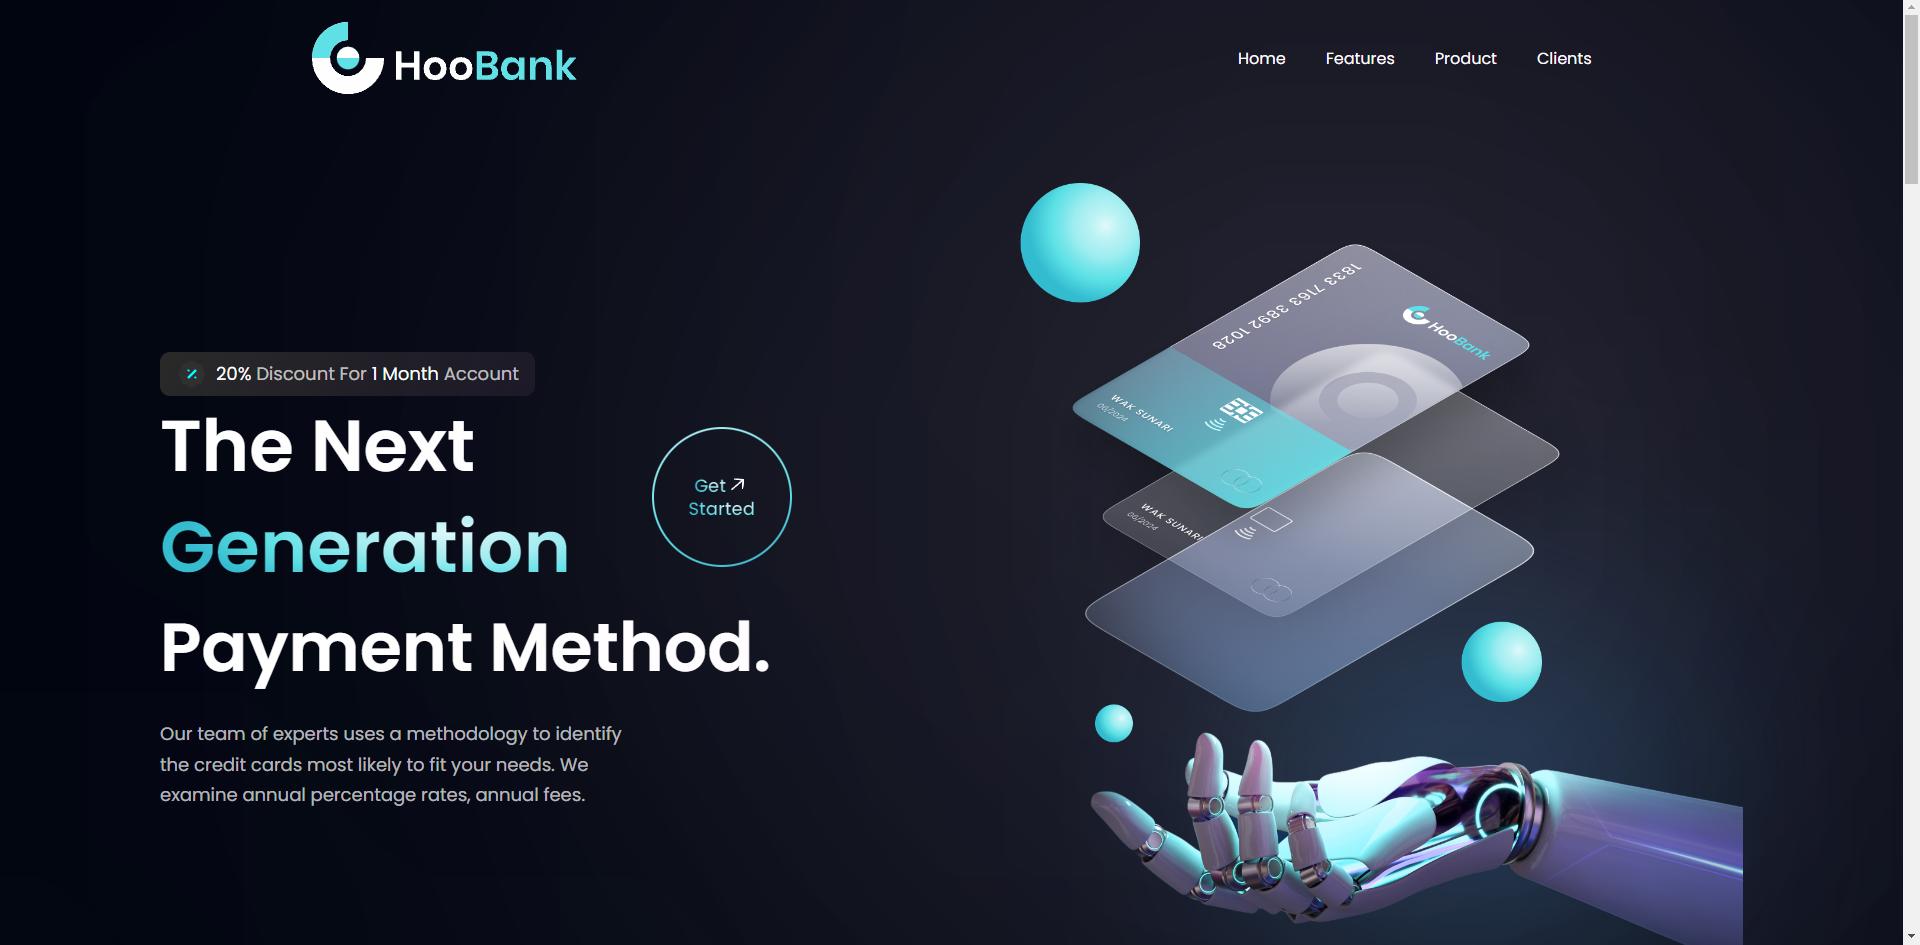 HooBank
Home
Features
Product
Clients
20% Discount For 1 Month Account
The Next
Generation
Payment Method.
Get
Started
Our team of experts uses a methodology to identify
the credit cards most likely to fit your needs. We
examine annual percentage rates, annual fees.
1833 7163 3892 1028
HooBank
WAK SUNARI
06/2024
WAK SUNARI
06/2024